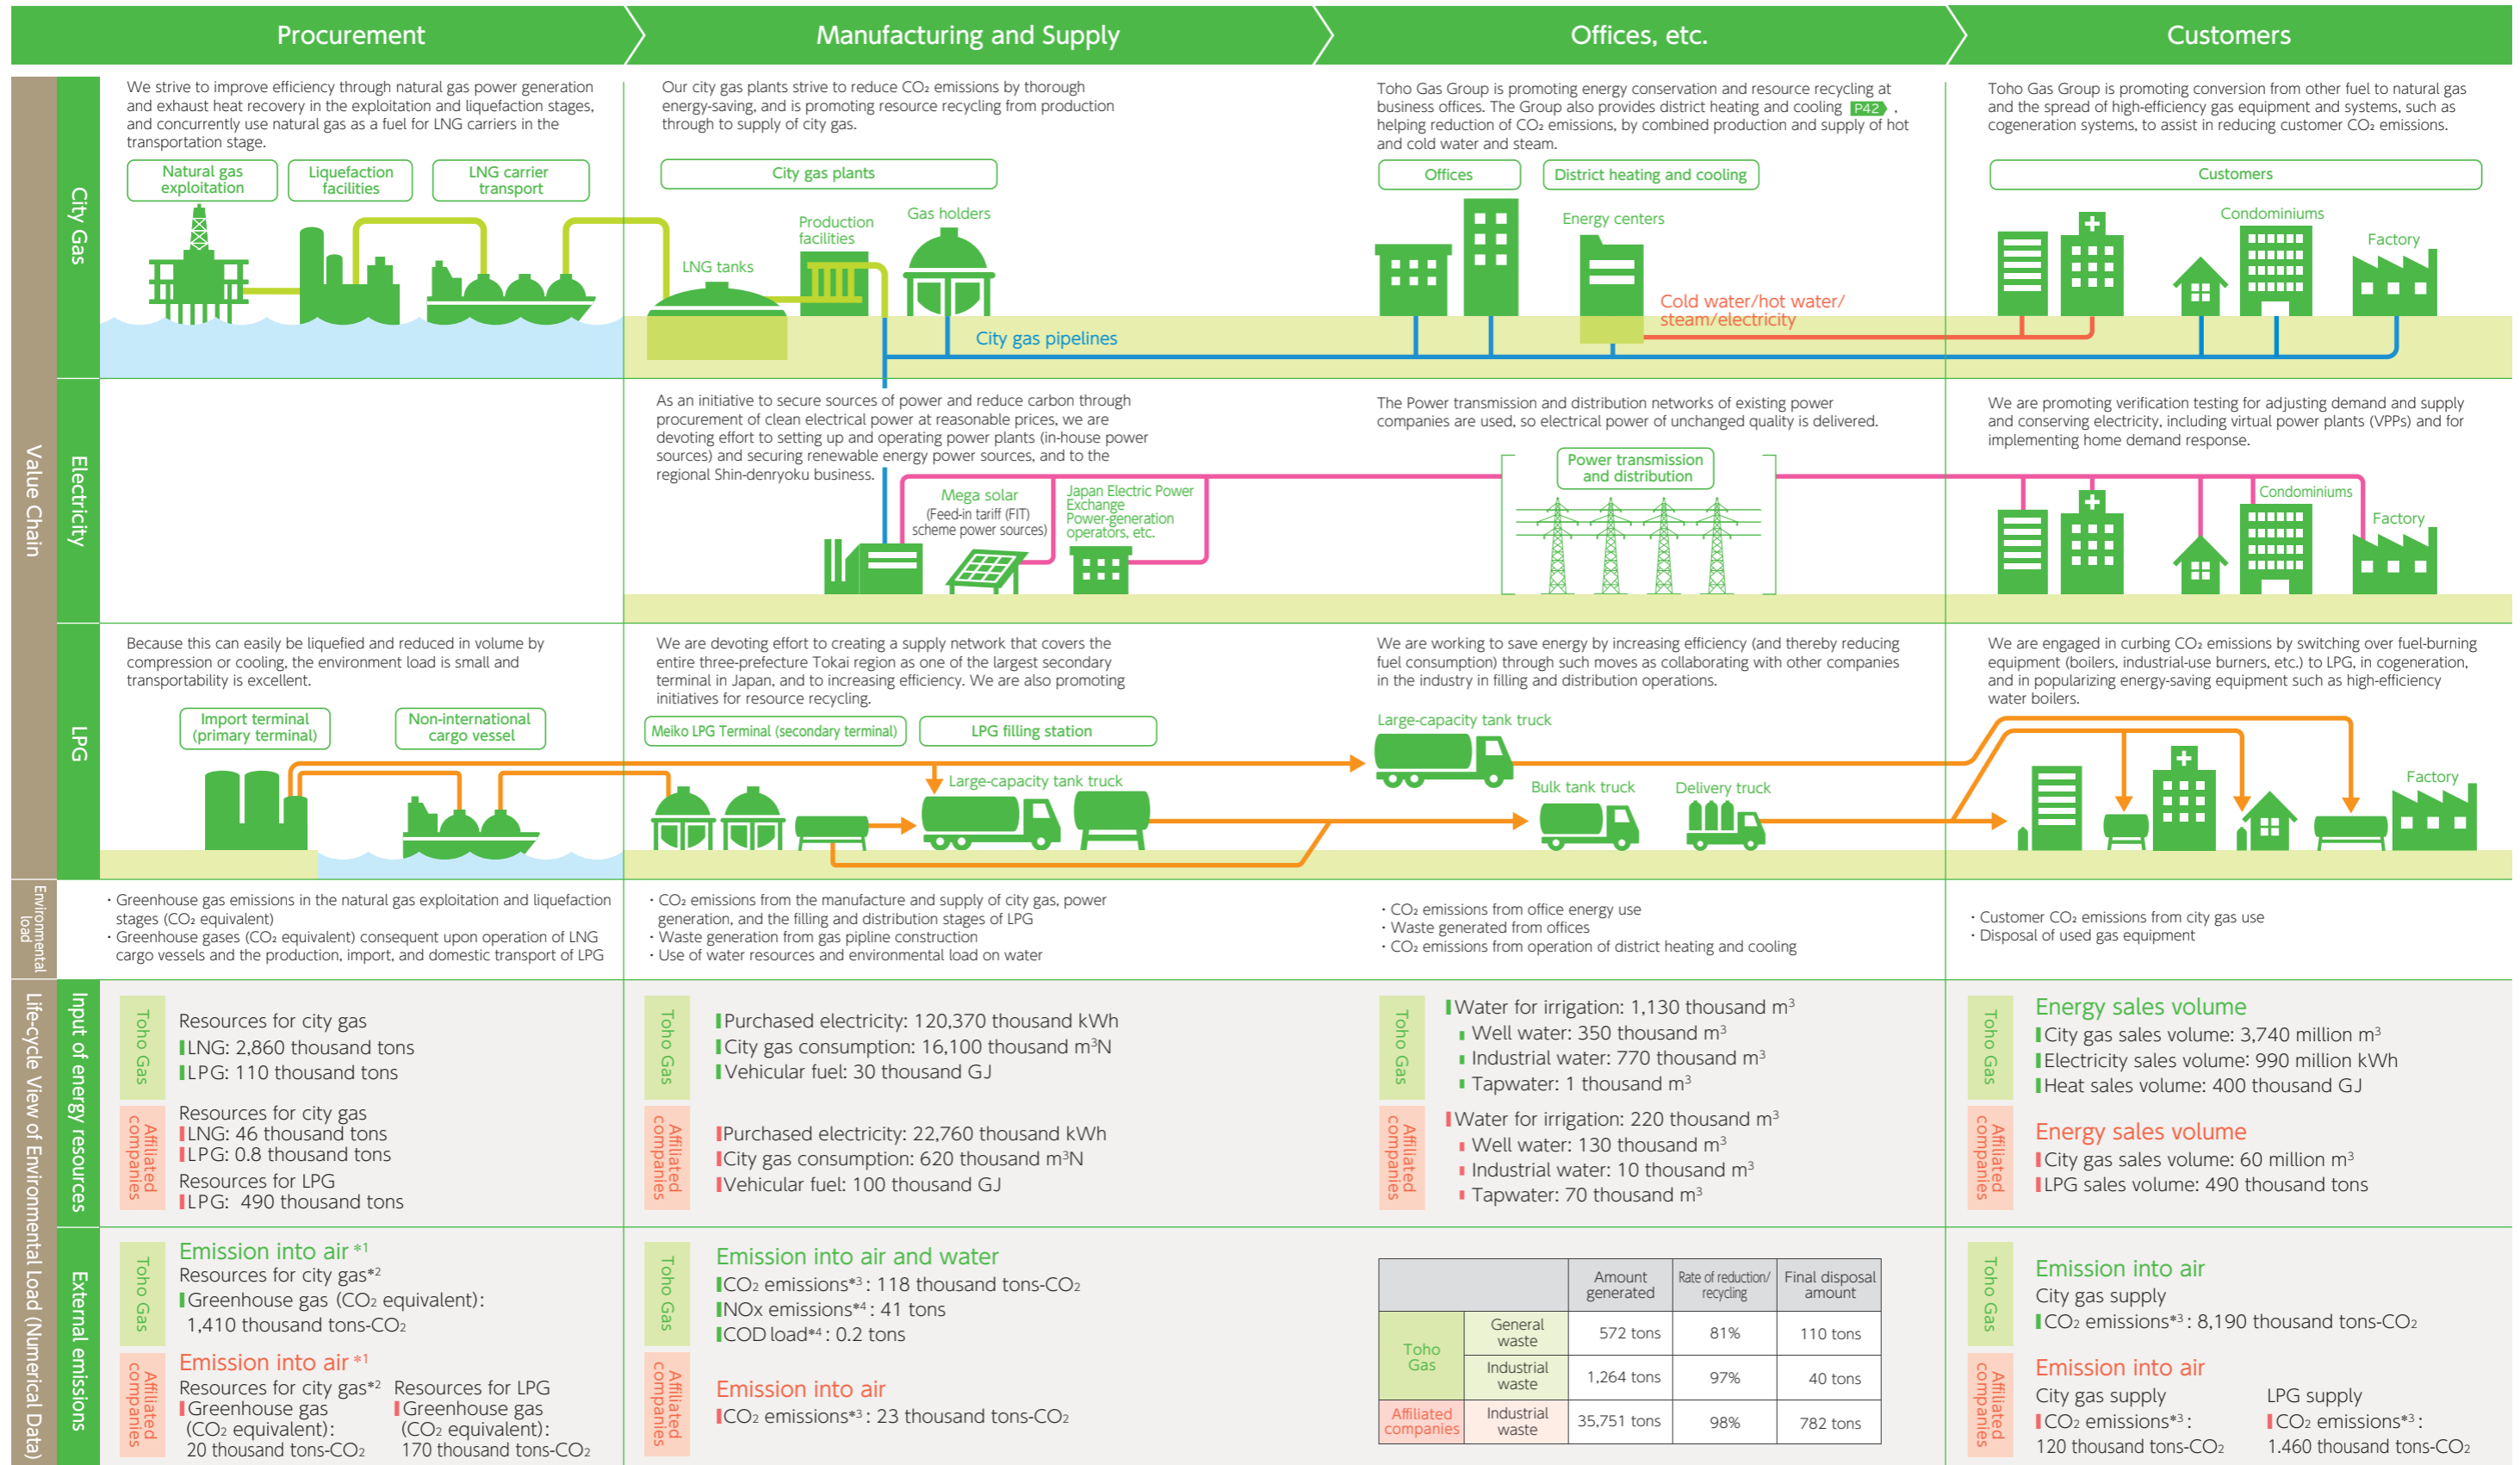 Procurement
Manufacturing and Supply
Offices, etc.
Customers
Value Chain
City Gas
We strive to improve efficiency through natural gas power generation
and exhaust heat recovery in the exploitation and liquefaction stages,
and concurrently use natural gas as a fuel for LNG carriers in the
transportation stage.
Natural gas
exploitation
Liquefaction
facilities
LNG carrier
transport
Our city gas plants strive to reduce CO₂ emissions by thorough
energy-saving, and is promoting resource recycling from production
through to supply of city gas.
City gas plants
Production
facilities
Gas holders
LNG tanks
City gas pipelines
Toho Gas Group is promoting energy conservation and resource recycling at
business offices. The Group also provides district heating and cooling P42 ,
helping reduction of CO₂ emissions, by combined production and supply of hot
and cold water and steam.
Offices
District heating and cooling
Energy centers
Cold water/hot water/
steam/electricity
Toho Gas Group is promoting conversion from other fuel to natural gas
and the spread of high-efficiency gas equipment and systems, such as
cogeneration systems, to assist in reducing customer CO₂ emissions.
Customers
Condominiums
Factory
Electricity
As an initiative to secure sources of power and reduce carbon through
procurement of clean electrical power at reasonable prices, we are
devoting effort to setting up and operating power plants (in-house power
sources) and securing renewable energy power sources, and to the
regional Shin-denryoku business.
Mega solar
(Feed-in tariff (FIT)
scheme power sources)
Japan Electric Power
Exchange
Power-generation
operators, etc.
The Power transmission and distribution networks of existing power
companies are used, so electrical power of unchanged quality is delivered.
Power transmission
and distribution
We are promoting verification testing for adjusting demand and supply
and conserving electricity, including virtual power plants (VPPs) and for
implementing home demand response.
Condominiums
Factory
LPG
Because this can easily be liquefied and reduced in volume by
compression or cooling, the environment load is small and
transportability is excellent.
Import terminal
(primary terminal)
Non-international
cargo vessel
We are devoting effort to creating a supply network that covers the
entire three-prefecture Tokai region as one of the largest secondary
terminal in Japan, and to increasing efficiency. We are also promoting
initiatives for resource recycling.
Meiko LPG Terminal (secondary terminal)
LPG filling station
Large-capacity tank truck
We are working to save energy by increasing efficiency (and thereby reducing
fuel consumption) through such moves as collaborating with other companies
in the industry in filling and distribution operations.
Large-capacity tank truck
Bulk tank truck
Delivery truck
We are engaged in curbing CO₂ emissions by switching over fuel-burning
equipment (boilers, industrial-use burners, etc.) to LPG, in cogeneration,
and in popularizing energy-saving equipment such as high-efficiency
water boilers.
Factory
Environmental
load
・Greenhouse gas emissions in the natural gas exploitation and liquefaction
stages (CO₂ equivalent)
・Greenhouse gases (CO₂ equivalent) consequent upon operation of LNG
cargo vessels and the production, import, and domestic transport of LPG
・CO₂ emissions from the manufacture and supply of city gas, power
generation, and the filling and distribution stages of LPG
・Waste generation from gas pipline construction
・Use of water resources and environmental load on water
・CO₂ emissions from office energy use
・Waste generated from offices
・CO₂ emissions from operation of district heating and cooling
・Customer CO₂ emissions from city gas use
・Disposal of used gas equipment
Life-cycle View of Environmental Load (Numerical Data)
Input of energy resources
Toho Gas
Resources for city gas
LNG: 2,860 thousand tons
LPG: 110 thousand tons
Affiliated
companies
Resources for city gas
LNG: 46 thousand tons
LPG: 0.8 thousand tons
Resources for LPG
LPG: 490 thousand tons
Toho Gas
Purchased electricity: 120,370 thousand kWh
City gas consumption: 16,100 thousand m³N
Vehicular fuel: 30 thousand GJ
Affiliated
companies
Purchased electricity: 22,760 thousand kWh
City gas consumption: 620 thousand m³N
Vehicular fuel: 100 thousand GJ
Toho Gas
Water for irrigation: 1,130 thousand m³
Well water: 350 thousand m³
Industrial water: 770 thousand m³
Tapwater: 1 thousand m³
Affiliated
companies
Water for irrigation: 220 thousand m³
Well water: 130 thousand m³
Industrial water: 10 thousand m³
Tapwater: 70 thousand m³
Toho Gas
Energy sales volume
City gas sales volume: 3,740 million m³
Electricity sales volume: 990 million kWh
Heat sales volume: 400 thousand GJ
Affiliated
companies
Energy sales volume
City gas sales volume: 60 million m³
LPG sales volume: 490 thousand tons
External emissions
Toho Gas
Emission into air *1
Resources for city gas*2
Greenhouse gas (CO₂ equivalent):
1,410 thousand tons-CO₂
Affiliated
companies
Emission into air *1
Resources for city gas*2
Greenhouse gas
(CO₂ equivalent):
20 thousand tons-CO₂
Resources for LPG
Greenhouse gas
(CO₂ equivalent):
170 thousand tons-CO₂
Toho Gas
Emission into air and water
CO₂ emissions*3: 118 thousand tons-CO₂
NOx emissions*4: 41 tons
COD load*4: 0.2 tons
Affiliated
companies
Emission into air
CO₂ emissions*3: 23 thousand tons-CO₂
Amount
generated
Rate of reduction/
recycling
Final disposal
amount
Toho
Gas
General
waste
572 tons
81%
110 tons
Industrial
waste
1,264 tons
97%
40 tons
Affiliated
companies
Industrial
waste
35,751 tons
98%
782 tons
Toho Gas
Emission into air
City gas supply
CO₂ emissions*3: 8,190 thousand tons-CO₂
Affiliated
companies
Emission into air
City gas supply
CO₂ emissions*3:
120 thousand tons-CO₂
LPG supply
CO₂ emissions*3:
1.460 thousand tons-CO₂